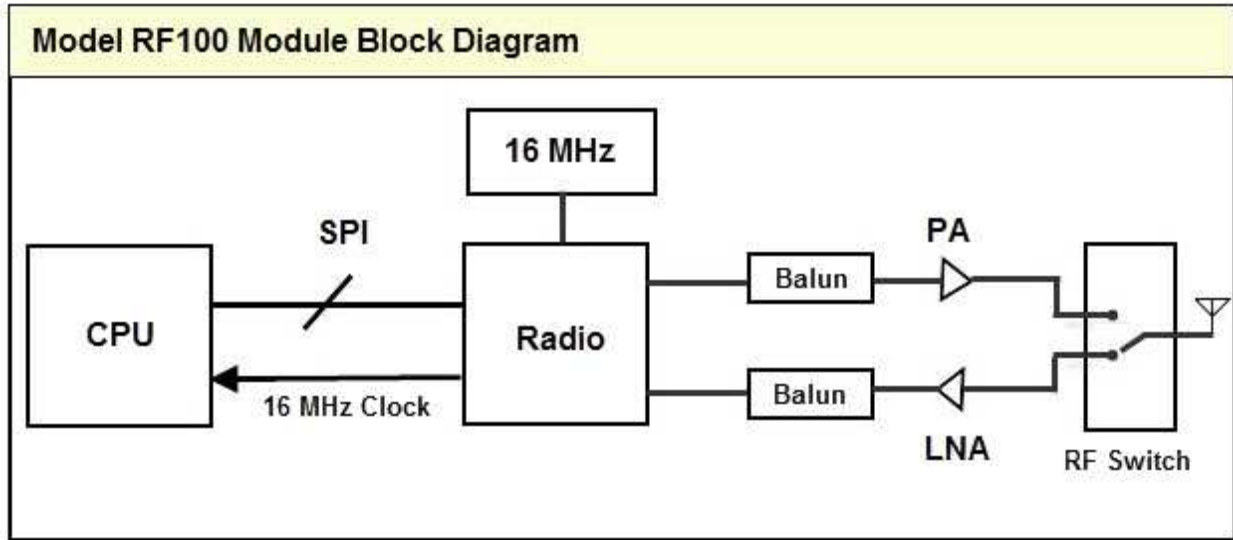 Model RF100 Module Block Diagram
16 MHz
SPI
PA
Balun
CPU
Radio
16 MHz Clock
Balun
LNA
RF Switch